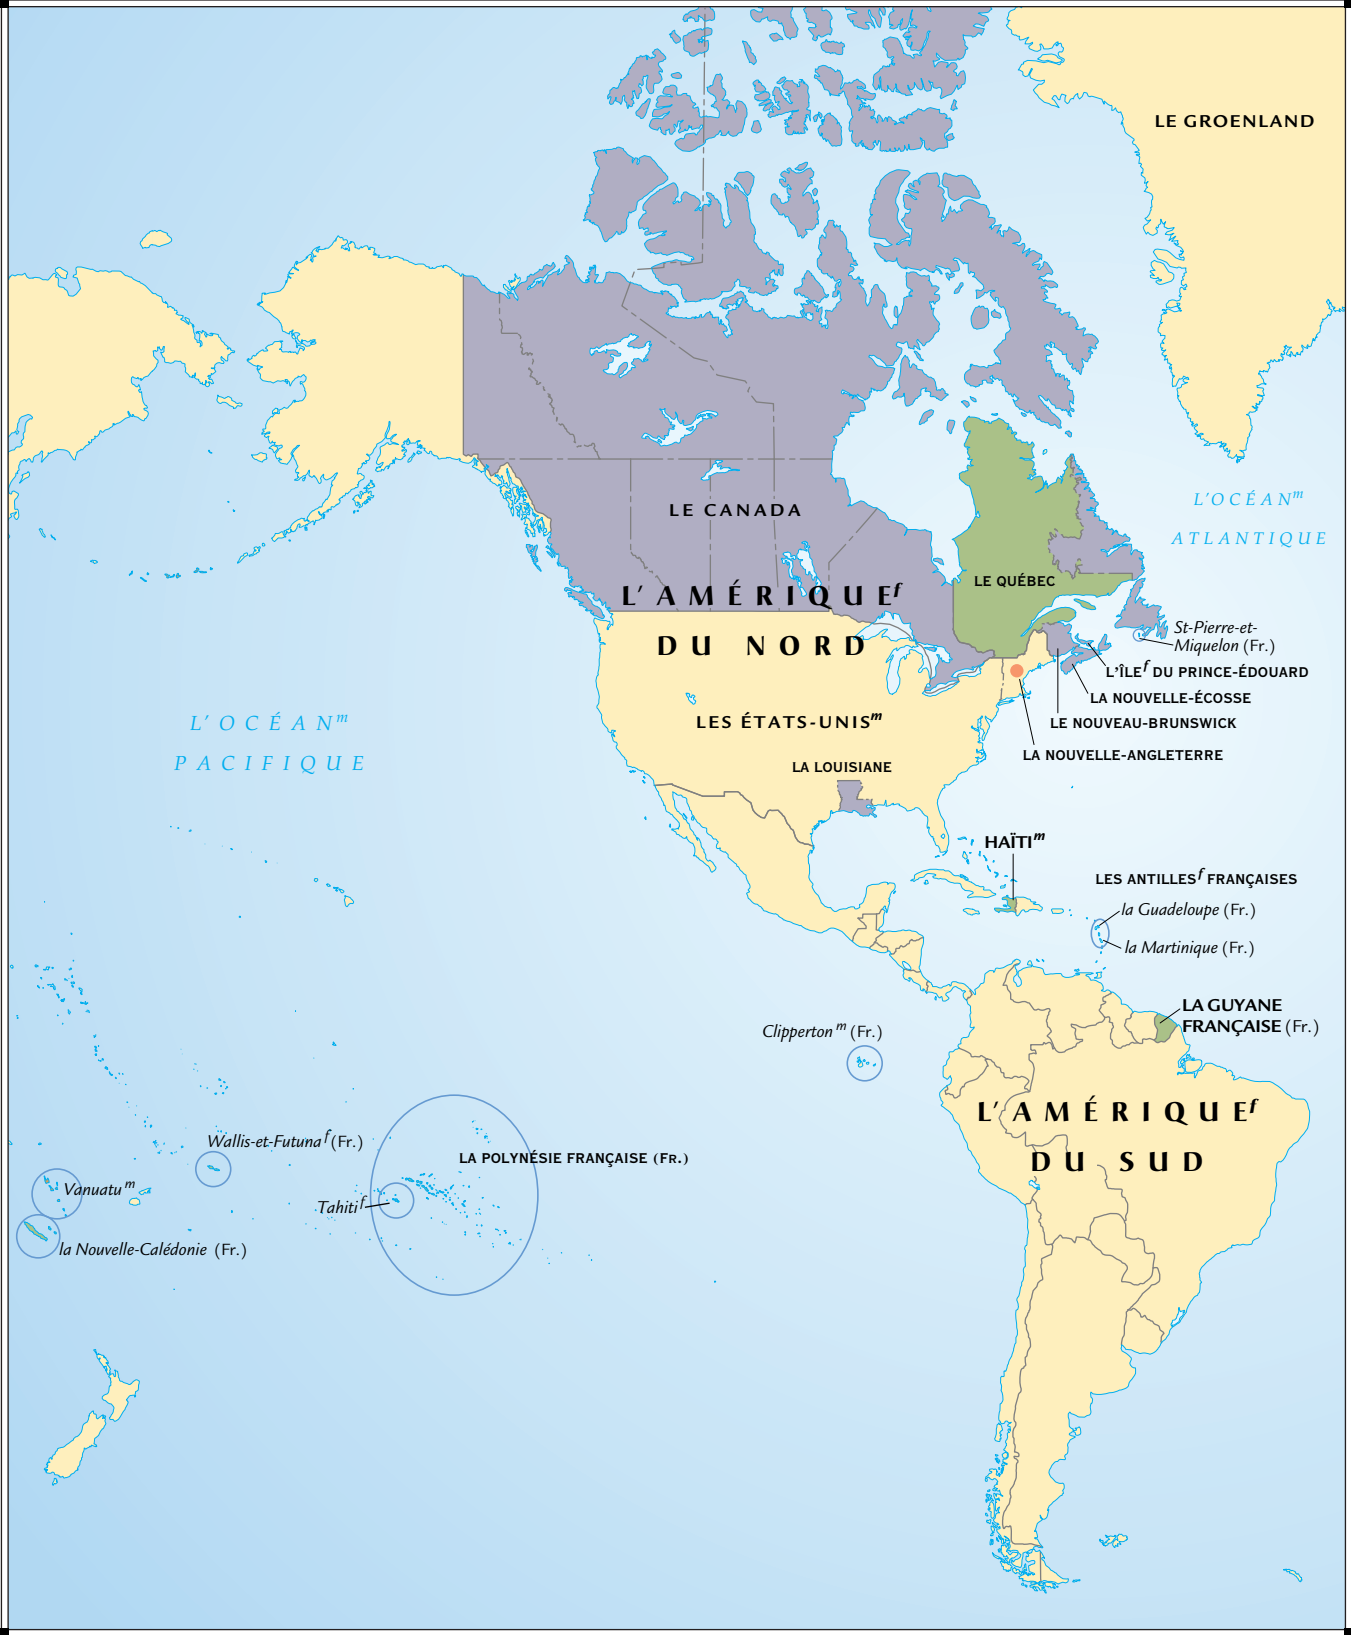 LE GROENLAND
L'OCÉAN m
ATLANTIQUE
LE CANADA
LE QUÉBEC
L'AMÉRIQUE f
DU NORD
St-Pierre-et-
Miquelon (Fr.)
L'ÎLE f DU PRINCE-ÉDOUARD
LA NOUVELLE-ÉCOSSE
LE NOUVEAU-BRUNSWICK
LA NOUVELLE-ANGLETERRE
L'OCÉAN m
PACIFIQUE
LES ÉTATS-UNIS m
LA LOUISIANE
HAÏTI m
LES ANTILLES f FRANÇAISES
la Guadeloupe (Fr.)
la Martinique (Fr.)
LA GUYANE
FRANÇAISE (Fr.)
Clipperton m (Fr.)
L'AMÉRIQUE f
DU SUD
Wallis-et-Futuna f (Fr.)
LA POLYNÉSIE FRANÇAISE (FR.)
Vanuatu m
Tahiti f
la Nouvelle-Calédonie (Fr.)